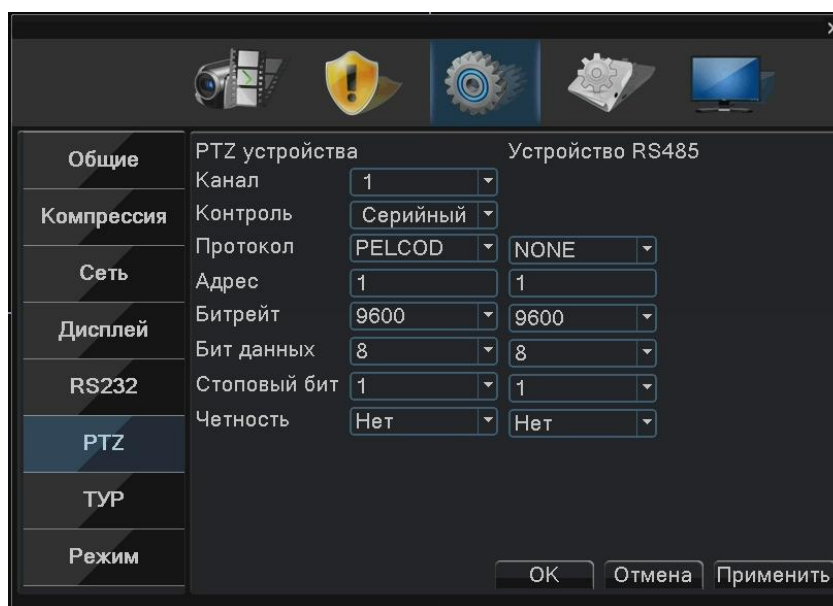 Общие
Компрессия
Сеть
Дисплей
RS232
PTZ
ТУР
Режим
PTZ устройства Устройство RS485
Канал 1
Контроль Серийный
Протокол PELCOD NONE
Адрес 1 1
Битрейт 9600 9600
Бит данных 8 8
Стоповый бит 1 1
Четность Нет Нет
OK Отмена Применить